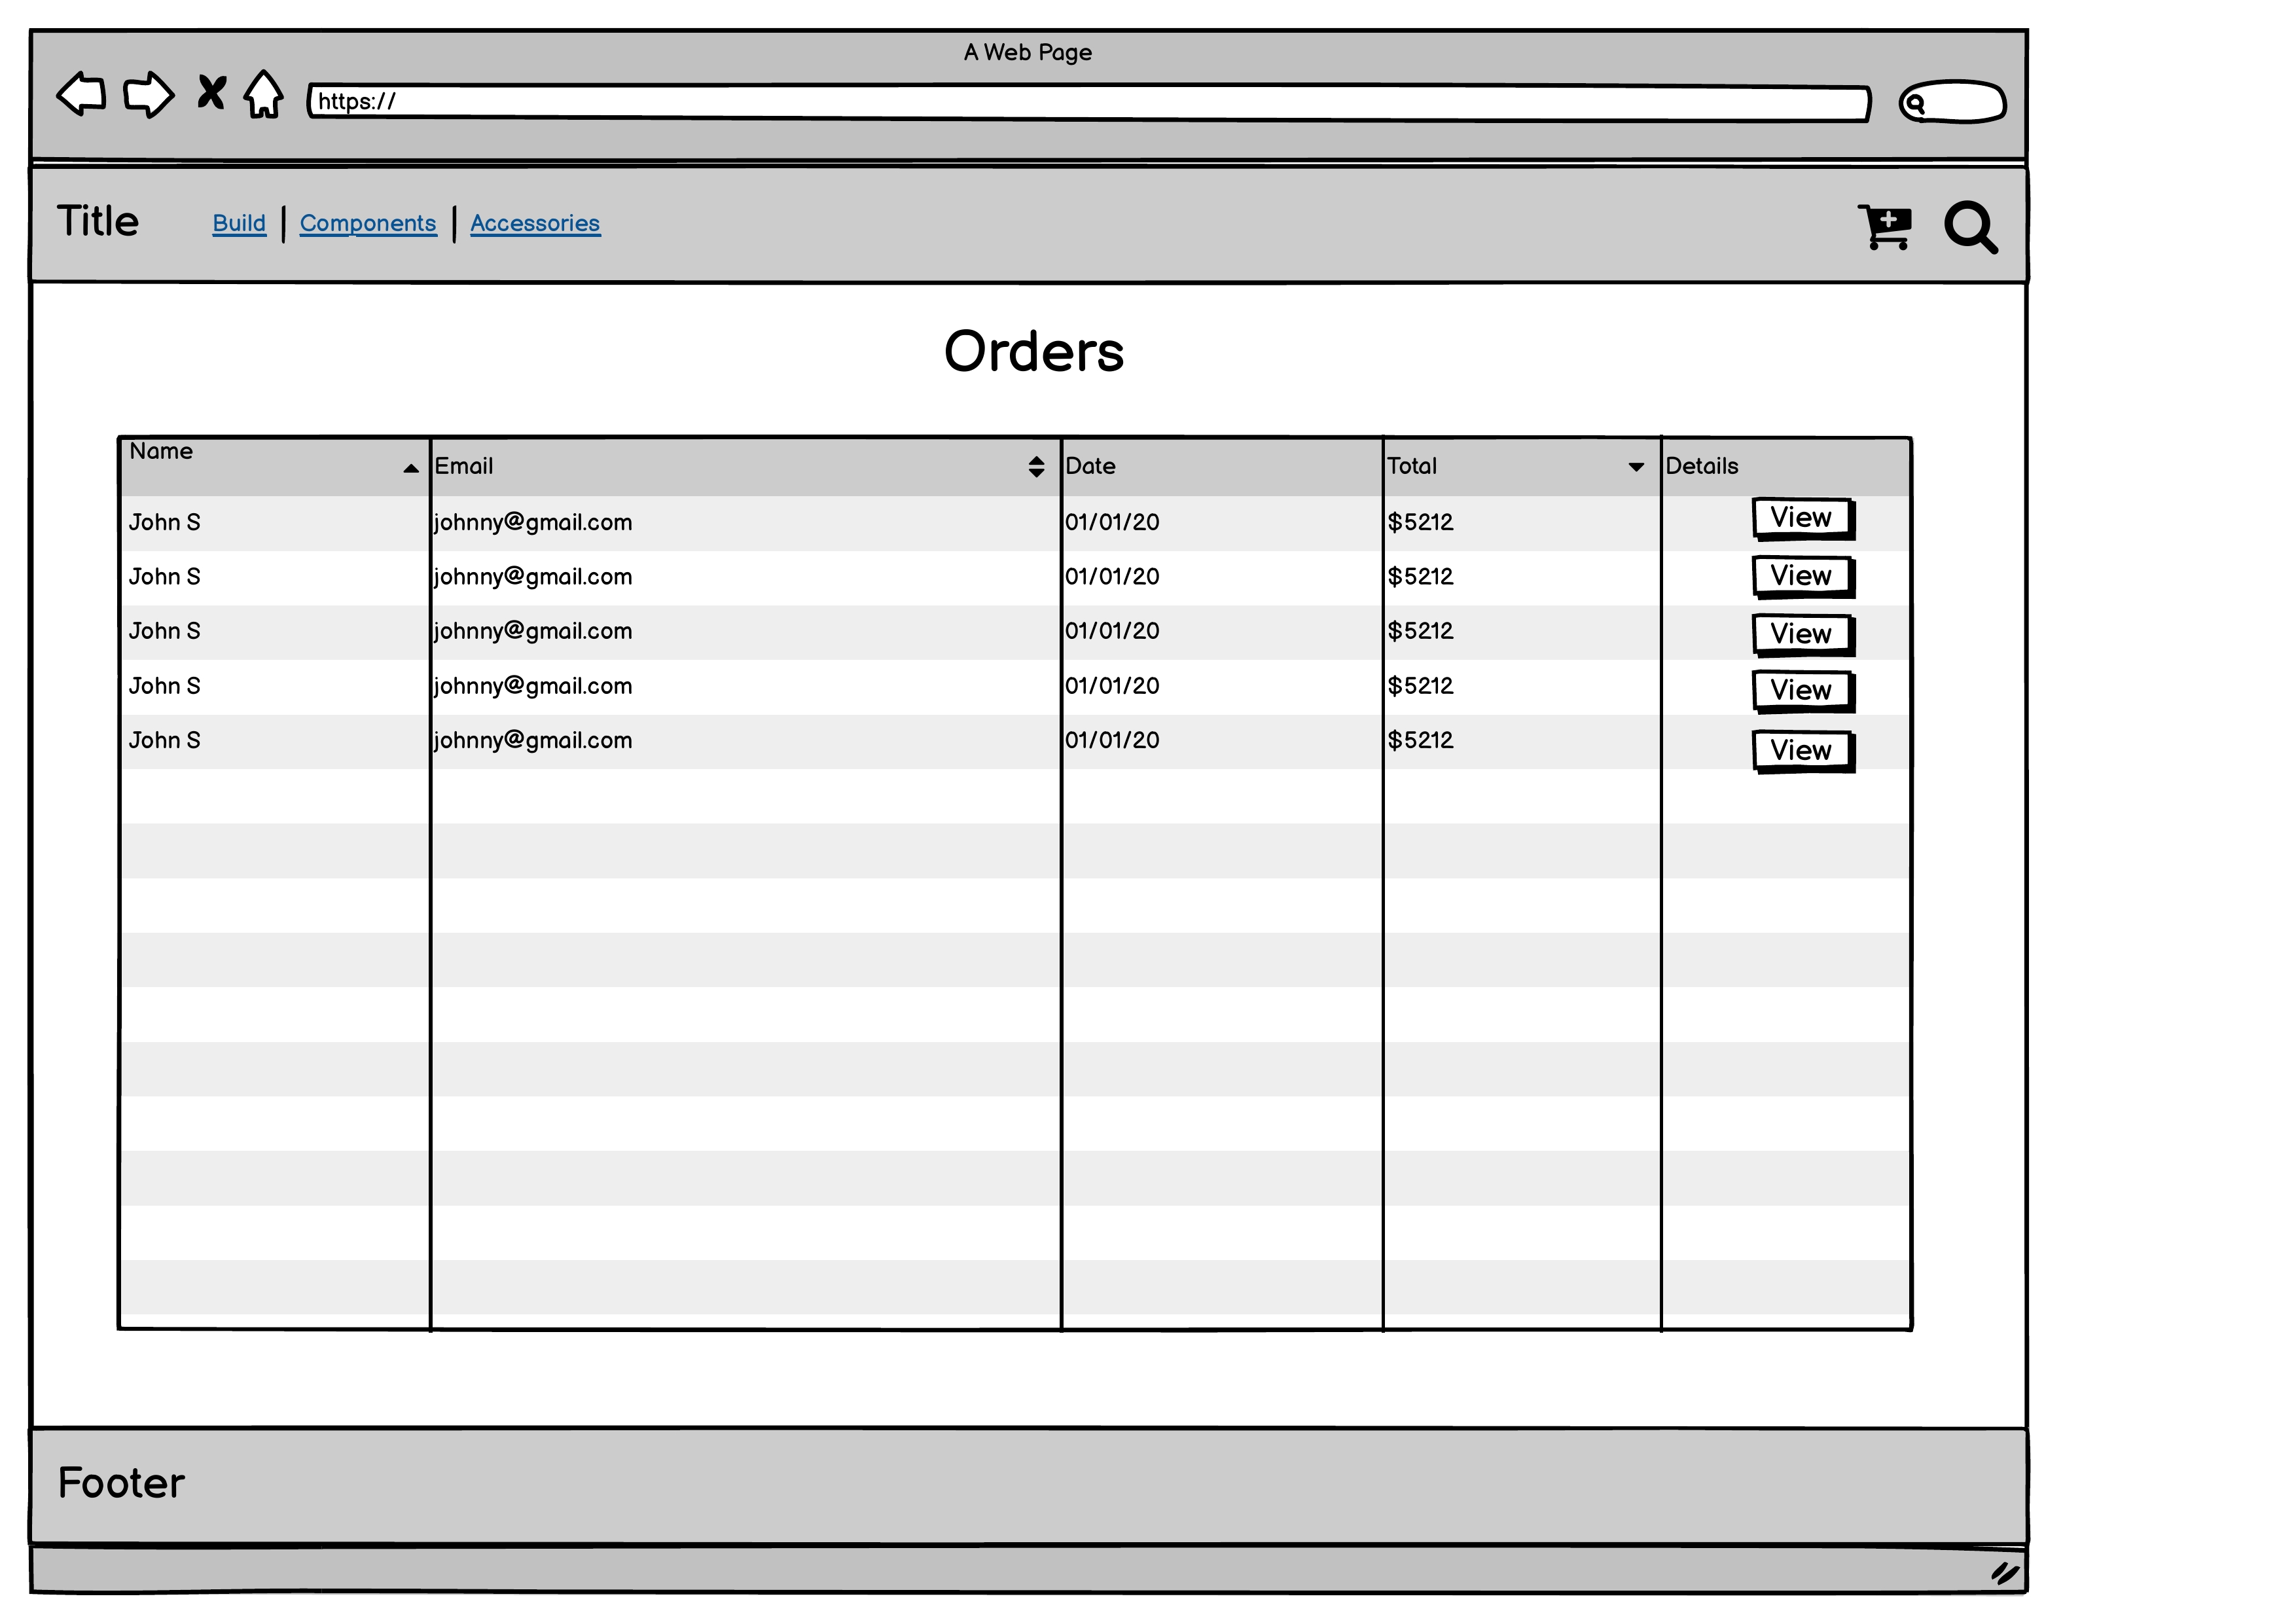 A Web Page
https://
Title Build Components Accessories
Orders
Name Email Date Total Details
John S johnny@gmail.com 01/01/20 $5212 View
John S johnny@gmail.com 01/01/20 $5212 View
John S johnny@gmail.com 01/01/20 $5212 View
John S johnny@gmail.com 01/01/20 $5212 View
John S johnny@gmail.com 01/01/20 $5212 View
Footer